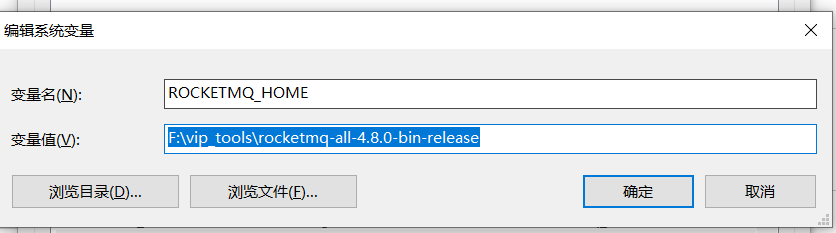 编辑系统变量
变量名(N):
ROCKETMQ_HOME
变量值(V):
F:\vip_tools\rocketmq-all-4.8.0-bin-release
浏览目录(D)...
浏览文件(F)...
确定
取消